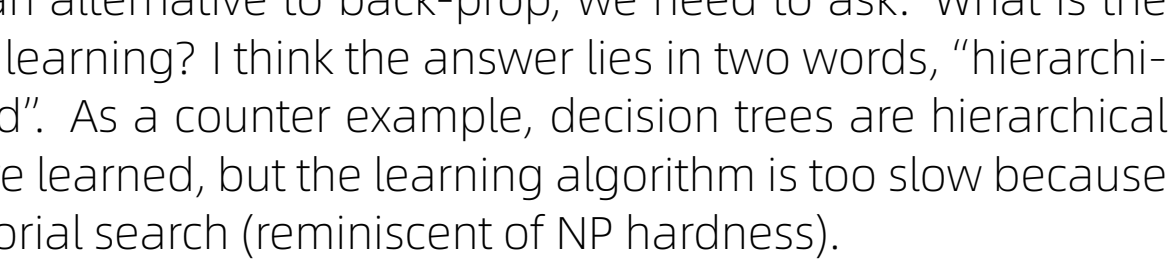 an alternative to back-prop, we need to ask: What is the
learning? I think the answer lies in two words, “hierarchi-
d”. As a counter example, decision trees are hierarchical
e learned, but the learning algorithm is too slow because
orial search (reminiscent of NP hardness).